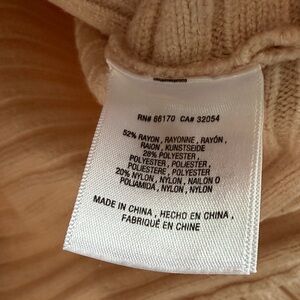 RN# 66170 CA# 32054
52% RAYON, RAYONNE, RAYÓN,
RAION, KUNSTSEIDE
28% POLYESTER,
POLYESTER, POLIÉSTER,
POLIESTERE, POLYESTER
20% NYLON, NYLON, NAILON O
POLIAMIDA, NYLON, NYLON
MADE IN CHINA, HECHO EN CHINA,
FABRIQUÉ EN CHINE